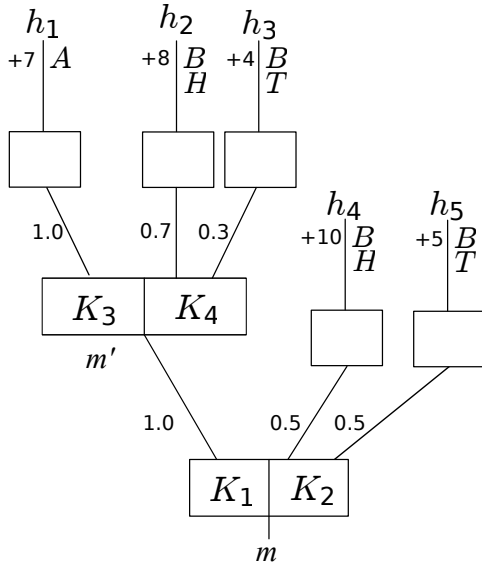 h1 h2 h3
+7 A +8 B +4 B
H T
1.0 0.7 0.3
h4 h5
+10 B +5 B
H T
K3 K4
m'
1.0 0.5 0.5
K1 K2
m